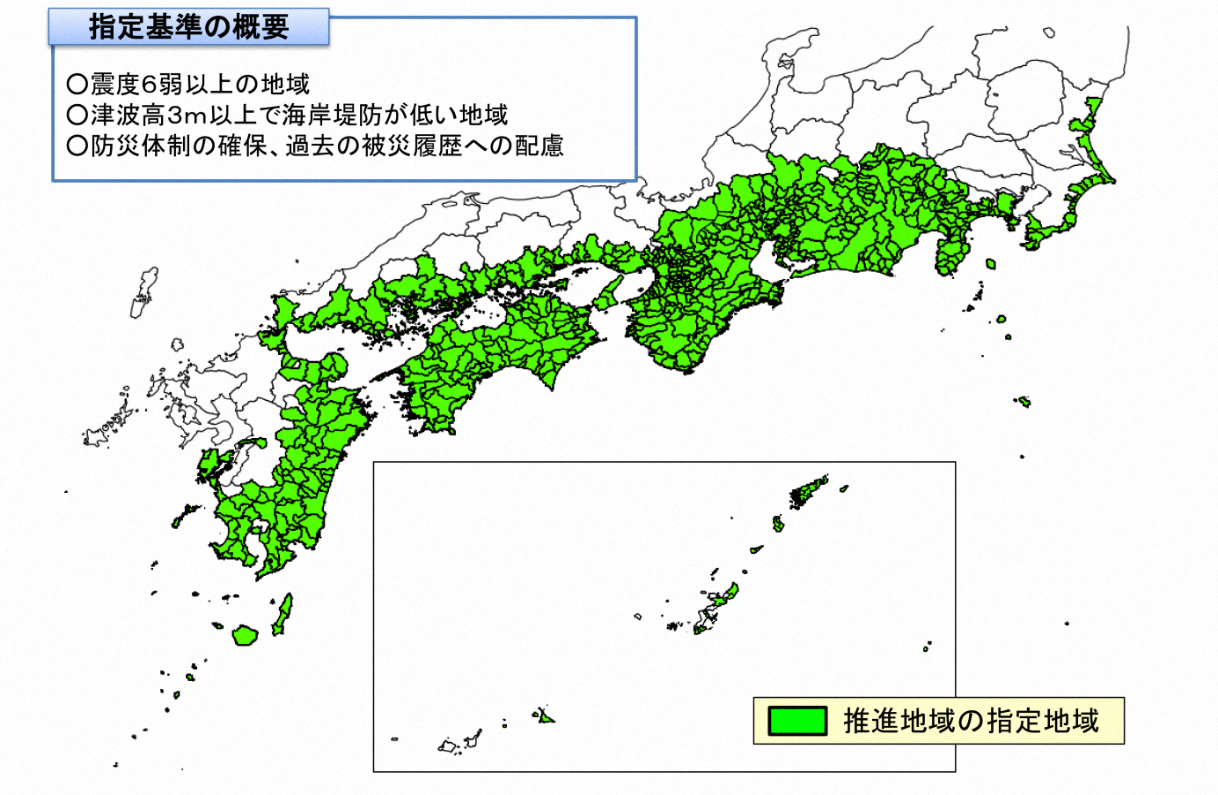 指定基準の概要
○震度６弱以上の地域
○津波高３ｍ以上で海岸堤防が低い地域
○防災体制の確保、過去の被災履歴への配慮
推進地域の指定地域